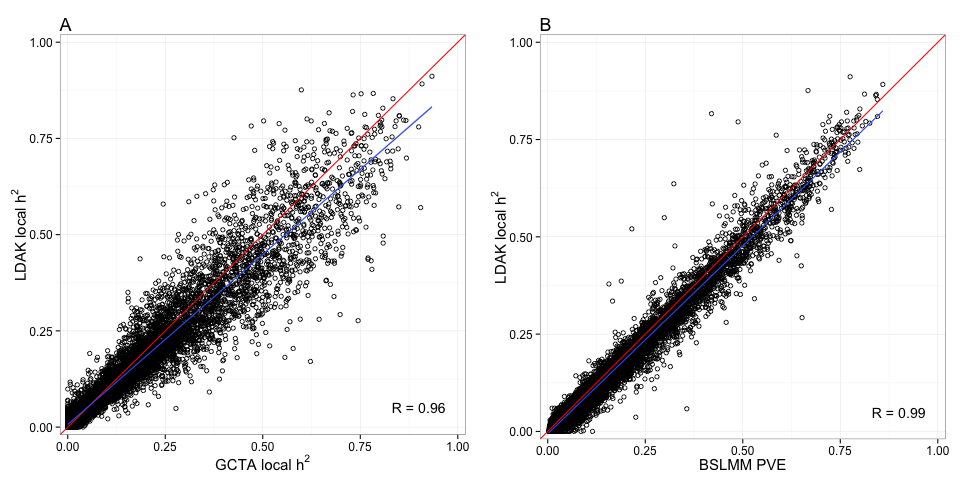 A
1.00
0.75
0.50
0.25
0.00
LDAK local h²
R = 0.96
0.00 0.25 0.50 0.75 1.00
GCTA local h²
B
1.00
0.75
0.50
0.25
0.00
LDAK local h²
R = 0.99
0.00 0.25 0.50 0.75 1.00
BSLMM PVE